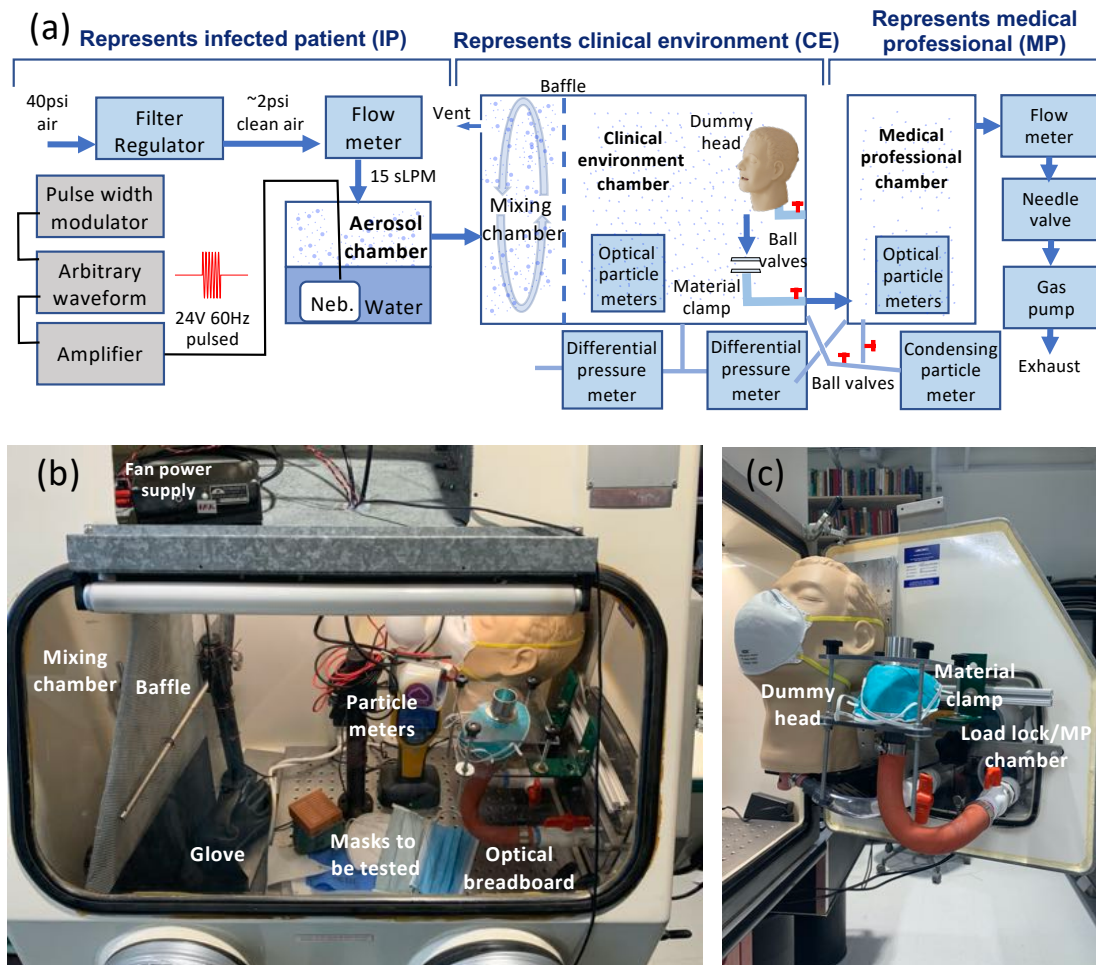 (a)
Represents infected patient (IP)
Represents clinical environment (CE)
Represents medical
professional (MP)
40psi
air
Filter
Regulator
~2psi
clean air
Flow
meter
15 sLPM
Pulse width
modulator
Arbitrary
waveform
Amplifier
24V 60Hz
pulsed
Aerosol
chamber
Neb.
Water
Vent
Baffle
Mixing
chamber
Clinical
environment
chamber
Dummy
head
Optical
particle
meters
Ball
valves
Material
clamp
Medical
professional
chamber
Optical
particle
meters
Flow
meter
Needle
valve
Gas
pump
Exhaust
Differential
pressure
meter
Differential
pressure
meter
Ball valves
Condensing
particle
meter
(b)
Fan power
supply
Mixing
chamber
Baffle
Particle
meters
Glove
Masks to
be tested
Optical
breadboard
(c)
Dummy
head
Material
clamp
Load lock/MP
chamber